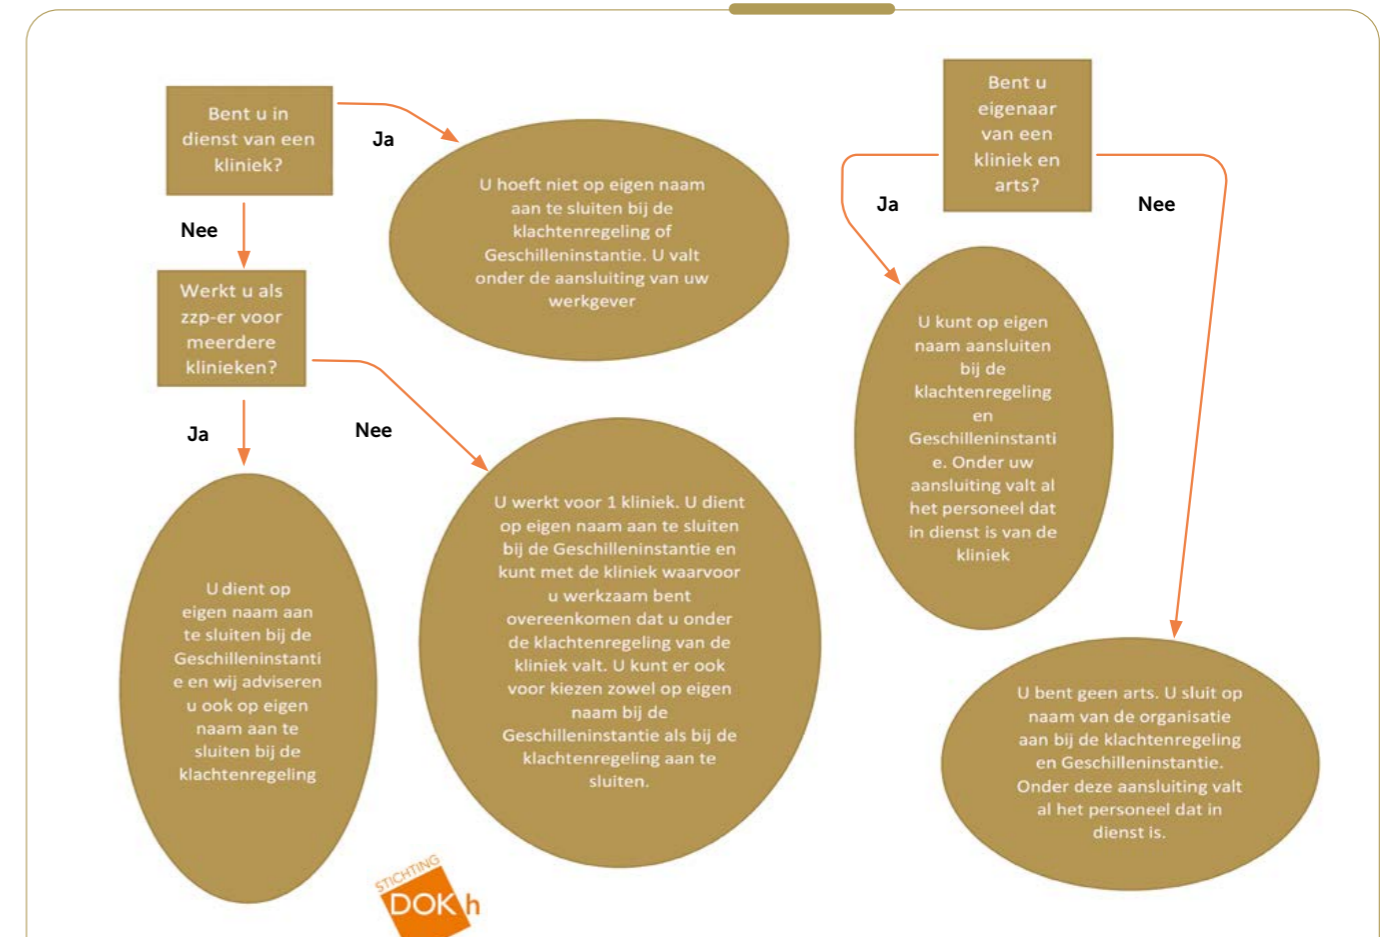 Bent u in
dienst van een
kliniek?
Ja
U hoeft niet op eigen naam
aan te sluiten bij de
klachtenregeling of
Geschilleninstantie. U valt
onder de aansluiting van uw
werkgever
Nee
Werkt u als
zzp-er voor
meerdere
klinieken?
Ja
U dient op
eigen naam aan
te sluiten bij de
Geschilleninstanti
e en wij adviseren
u ook op eigen
naam aan te
sluiten bij de
klachtenregeling
Nee
U werkt voor 1 kliniek. U dient
op eigen naam aan te sluiten
bij de Geschilleninstantie en
kunt met de kliniek waarvoor
u werkzaam bent
overeenkomen dat u onder
de klachtenregeling van de
kliniek valt. U kunt er ook
voor kiezen zowel op eigen
naam bij de
Geschilleninstantie als bij de
klachtenregeling aan te
sluiten.
Bent u
eigenaar
van een
kliniek en
arts?
Ja
U kunt op eigen
naam aansluiten
bij de
klachtenregeling
en
Geschilleninstanti
e. Onder uw
aansluiting valt al
het personeel dat
in dienst is van de
kliniek
Nee
U bent geen arts. U sluit op
naam van de organisatie
aan bij de klachtenregeling
en Geschilleninstantie.
Onder deze aansluiting valt
al het personeel dat in
dienst is.
STICHTING
DOKh